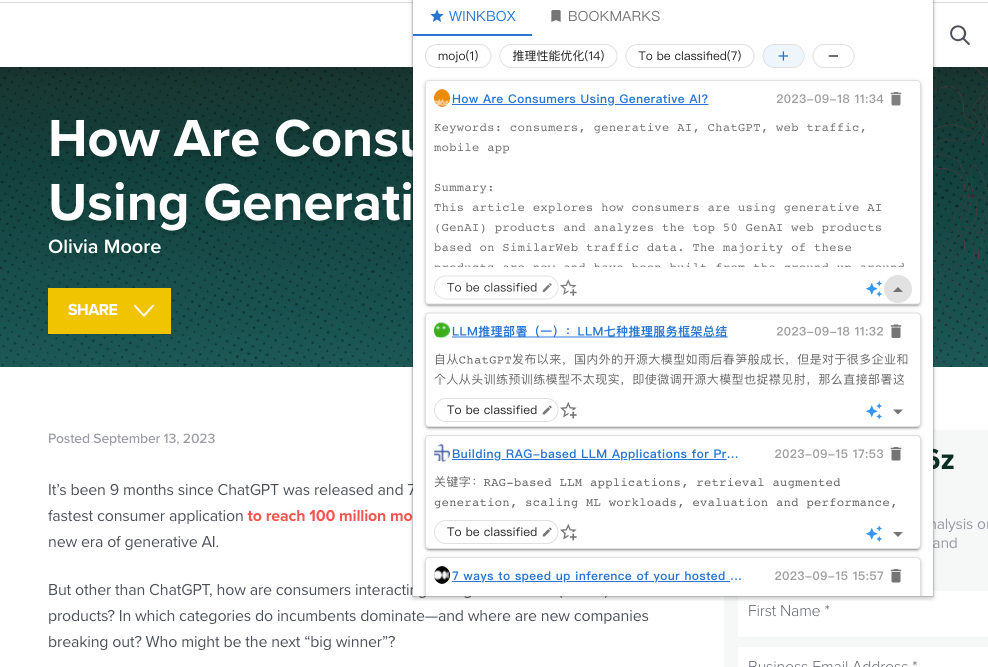 WINKBOX
BOOKMARKS
mojo(1)
推理性能优化(14)
To be classified(7)
+
−
How Are Consumers Using Generative AI?
2023-09-18 11:34
Keywords: consumers, generative AI, ChatGPT, web traffic,
mobile app
Summary:
This article explores how consumers are using generative AI
(GenAI) products and analyzes the top 50 GenAI web products
based on SimilarWeb traffic data. The majority of these
products are now and have been built from the ground up around
To be classified
LLM推理部署（一）：LLM七种推理服务框架总结
2023-09-18 11:32
自从ChatGPT发布以来，国内外的开源大模型如雨后春笋般成长，但是对于很多企业和
个人从头训练预训练模型不太现实，即使微调开源大模型也捉襟见肘，那么直接部署这
To be classified
Building RAG-based LLM Applications for Pr...
2023-09-15 17:53
关键字：RAG-based LLM applications, retrieval augmented
generation, scaling ML workloads, evaluation and performance,
To be classified
7 ways to speed up inference of your hosted ...
2023-09-15 15:57
How Are Consu
Using Generati
Olivia Moore
SHARE
Posted September 13, 2023
It’s been 9 months since ChatGPT was released and 7
fastest consumer application to reach 100 million mo
new era of generative AI.
But other than ChatGPT, how are consumers interacting
products? In which categories do incumbents dominate—and where are new companies
breaking out? Who might be the next “big winner”?
6z
nalysis o
and
First Name *
Business Email Address *